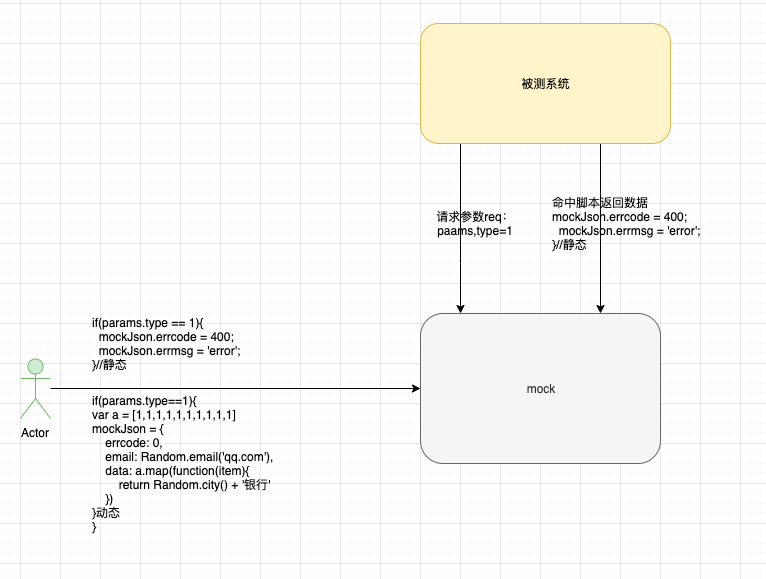 被测系统
请求参数req：
paams,type=1
命中脚本返回数据
mockJson.errcode = 400;
mockJson.errmsg = 'error';
}//静态
if(params.type == 1){
mockJson.errcode = 400;
mockJson.errmsg = 'error';
}//静态
mock
Actor
if(params.type==1){
var a = [1,1,1,1,1,1,1,1,1,1]
mockJson = {
errcode: 0,
email: Random.email('qq.com'),
data: a.map(function(item){
return Random.city() + '银行'
})
}动态
}